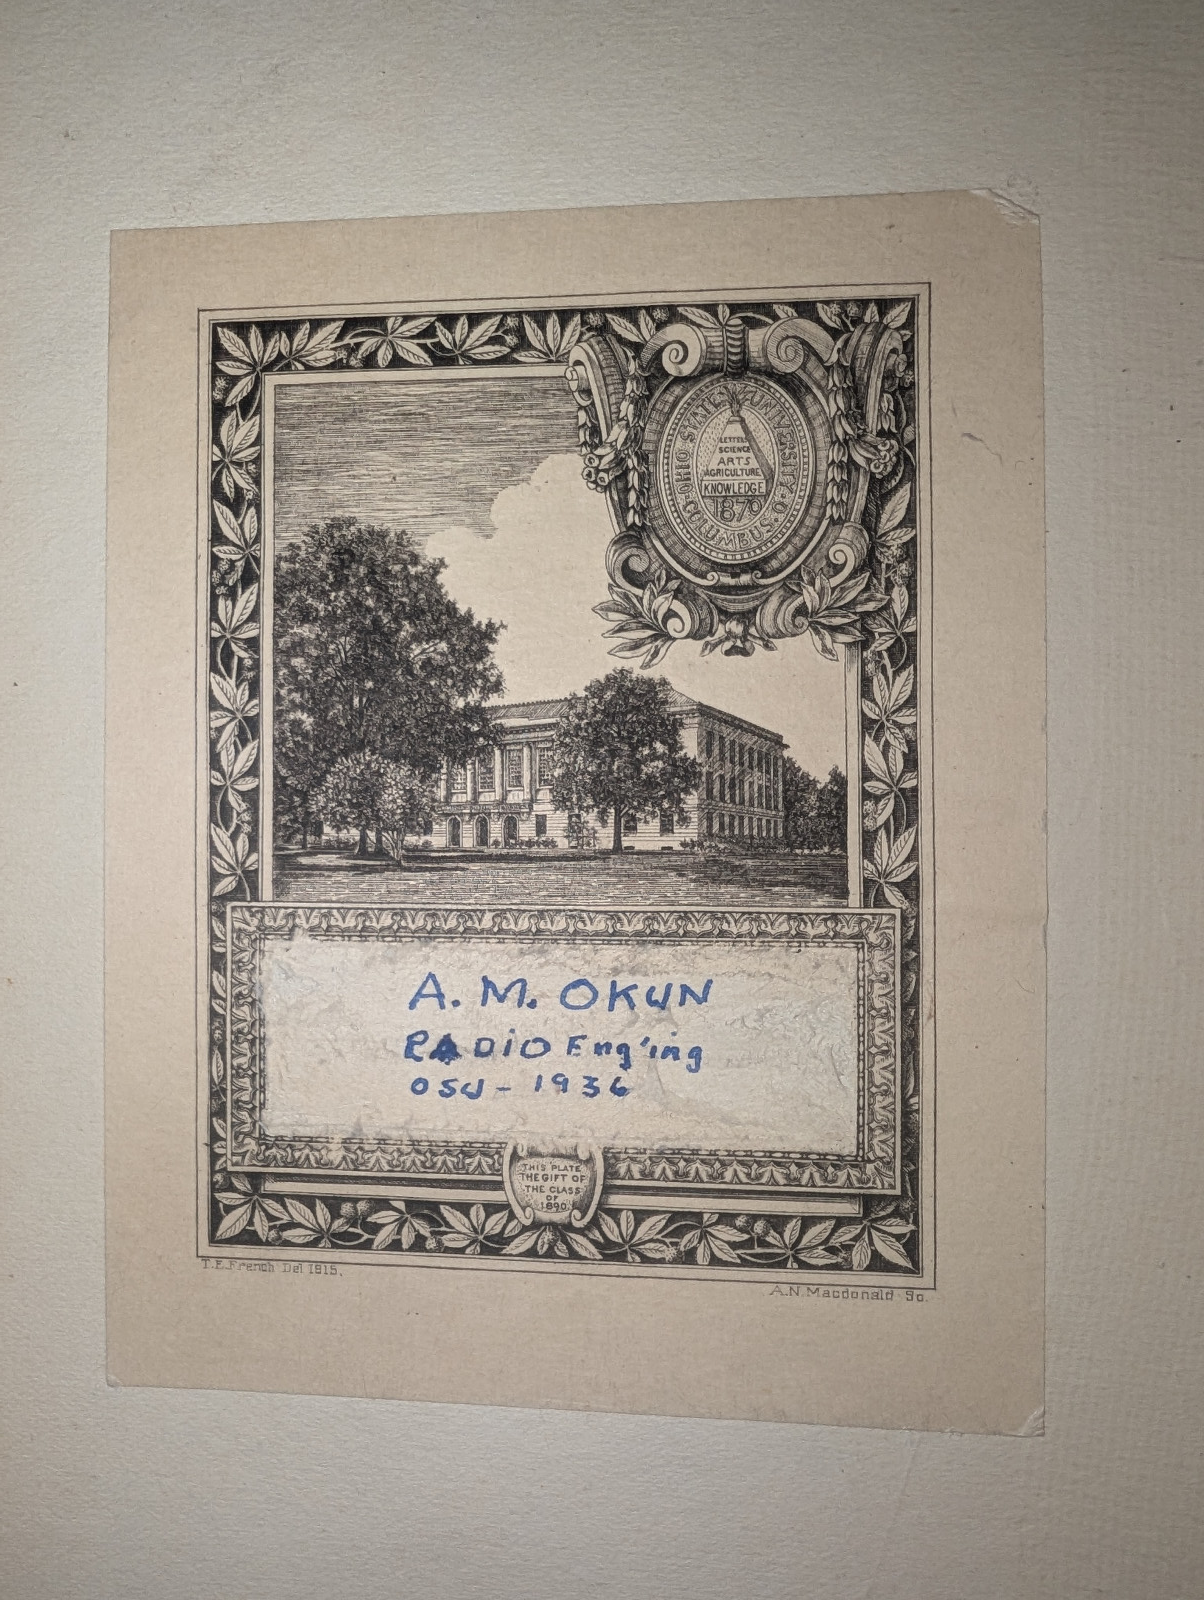 OHIO STATE UNIVERSITY · O.
COLUMBUS
LETTERS
SCIENCE
ARTS
AGRICULTURE
KNOWLEDGE
1870
A. M. OKUN
RADIO Eng'ing
OSU - 1936
THIS PLATE
THE GIFT OF
THE CLASS
OF
1890.
T.E.French Del 1915.
A.N.Macdonald Sc.